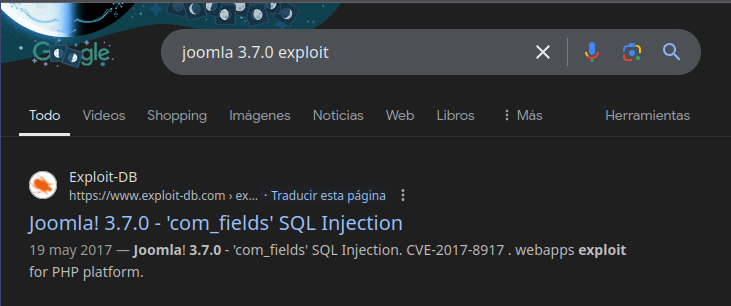 Google
joomla 3.7.0 exploit
Todo Videos Shopping Imágenes Noticias Web Libros Más Herramientas
Exploit-DB
https://www.exploit-db.com › ex... · Traducir esta página
Joomla! 3.7.0 - 'com_fields' SQL Injection
19 may 2017 — Joomla! 3.7.0 - 'com_fields' SQL Injection. CVE-2017-8917 . webapps exploit
for PHP platform.